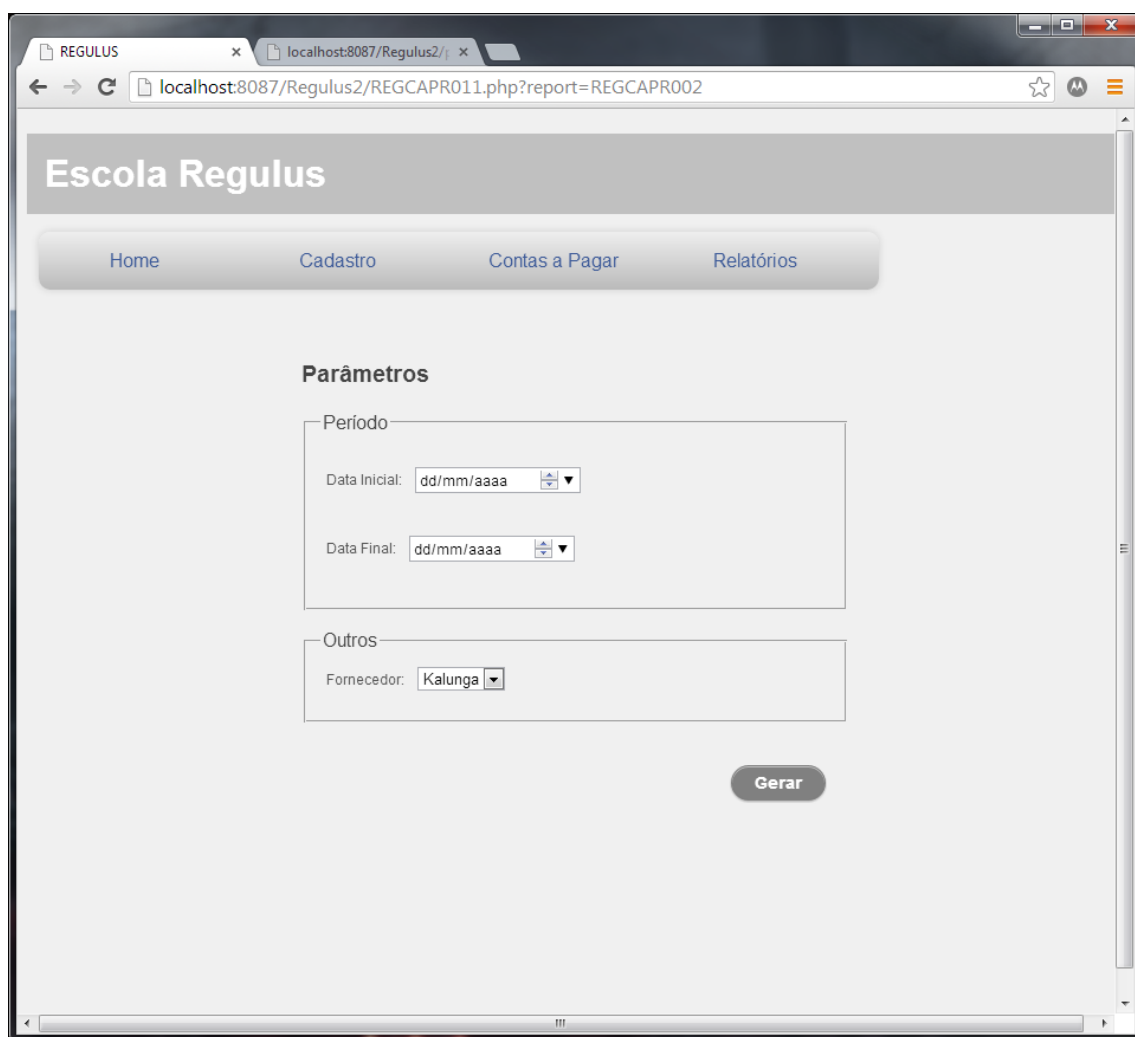 REGULUS
localhost:8087/Regulus2/
localhost:8087/Regulus2/REGCAPR011.php?report=REGCAPR002
Escola Regulus
Home Cadastro Contas a Pagar Relatórios
Parâmetros
Período
Data Inicial: dd/mm/aaaa
Data Final: dd/mm/aaaa
Outros
Fornecedor: Kalunga
Gerar